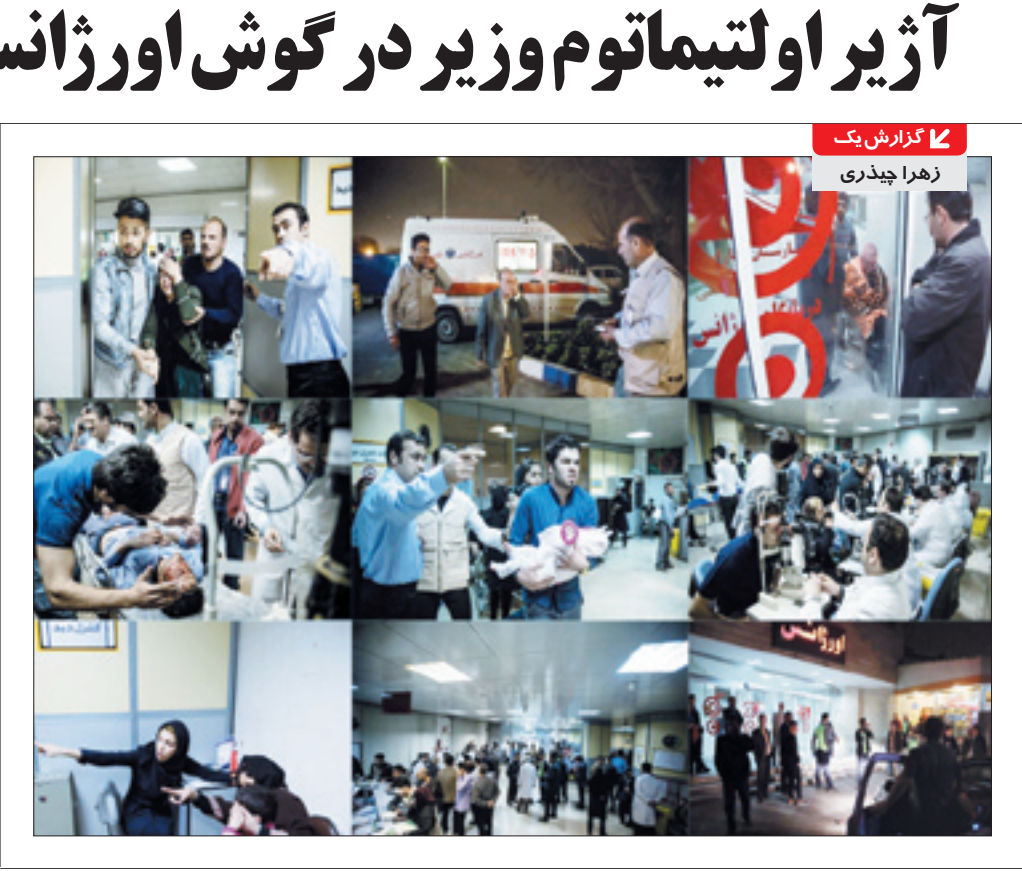 آژیر اولتیماتوم وزیر در گوش اورژانس
گزارش یک
زهرا چیذری
اورژانس